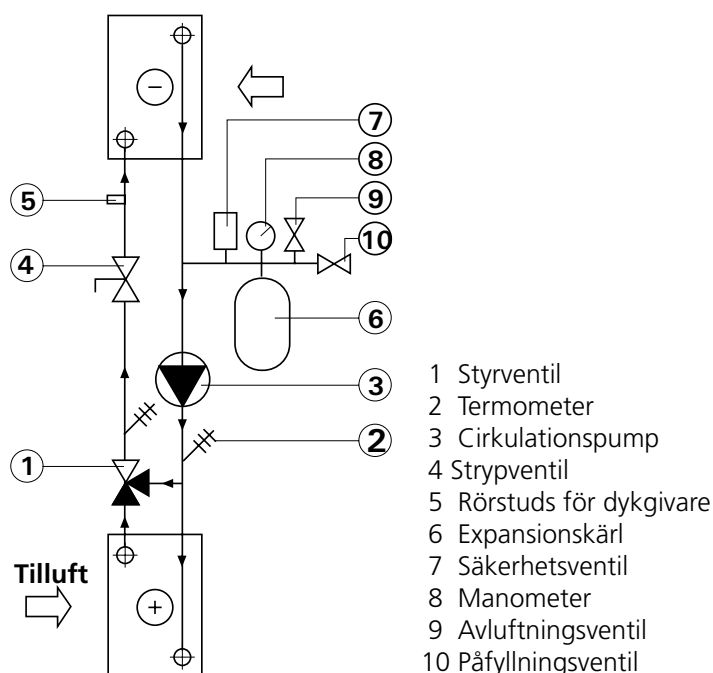 7
8
9
10
5
4
6
3
2
1
Tilluft
1 Styrventil
2 Termometer
3 Cirkulationspump
4 Strypventil
5 Rörstuds för dykgivare
6 Expansionskärl
7 Säkerhetsventil
8 Manometer
9 Avluftningsventil
10 Påfyllningsventil